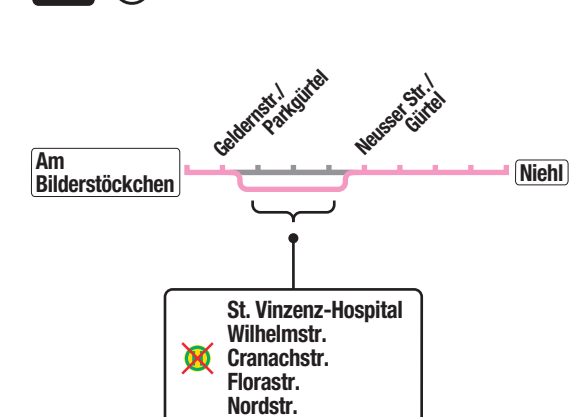 Geldernstr./
Parkgürtel
Neusser Str./
Gürtel
Am
Bilderstöckchen
Niehl
St. Vinzenz-Hospital
Wilhelmstr.
H
Cranachstr.
Florastr.
Nordstr.